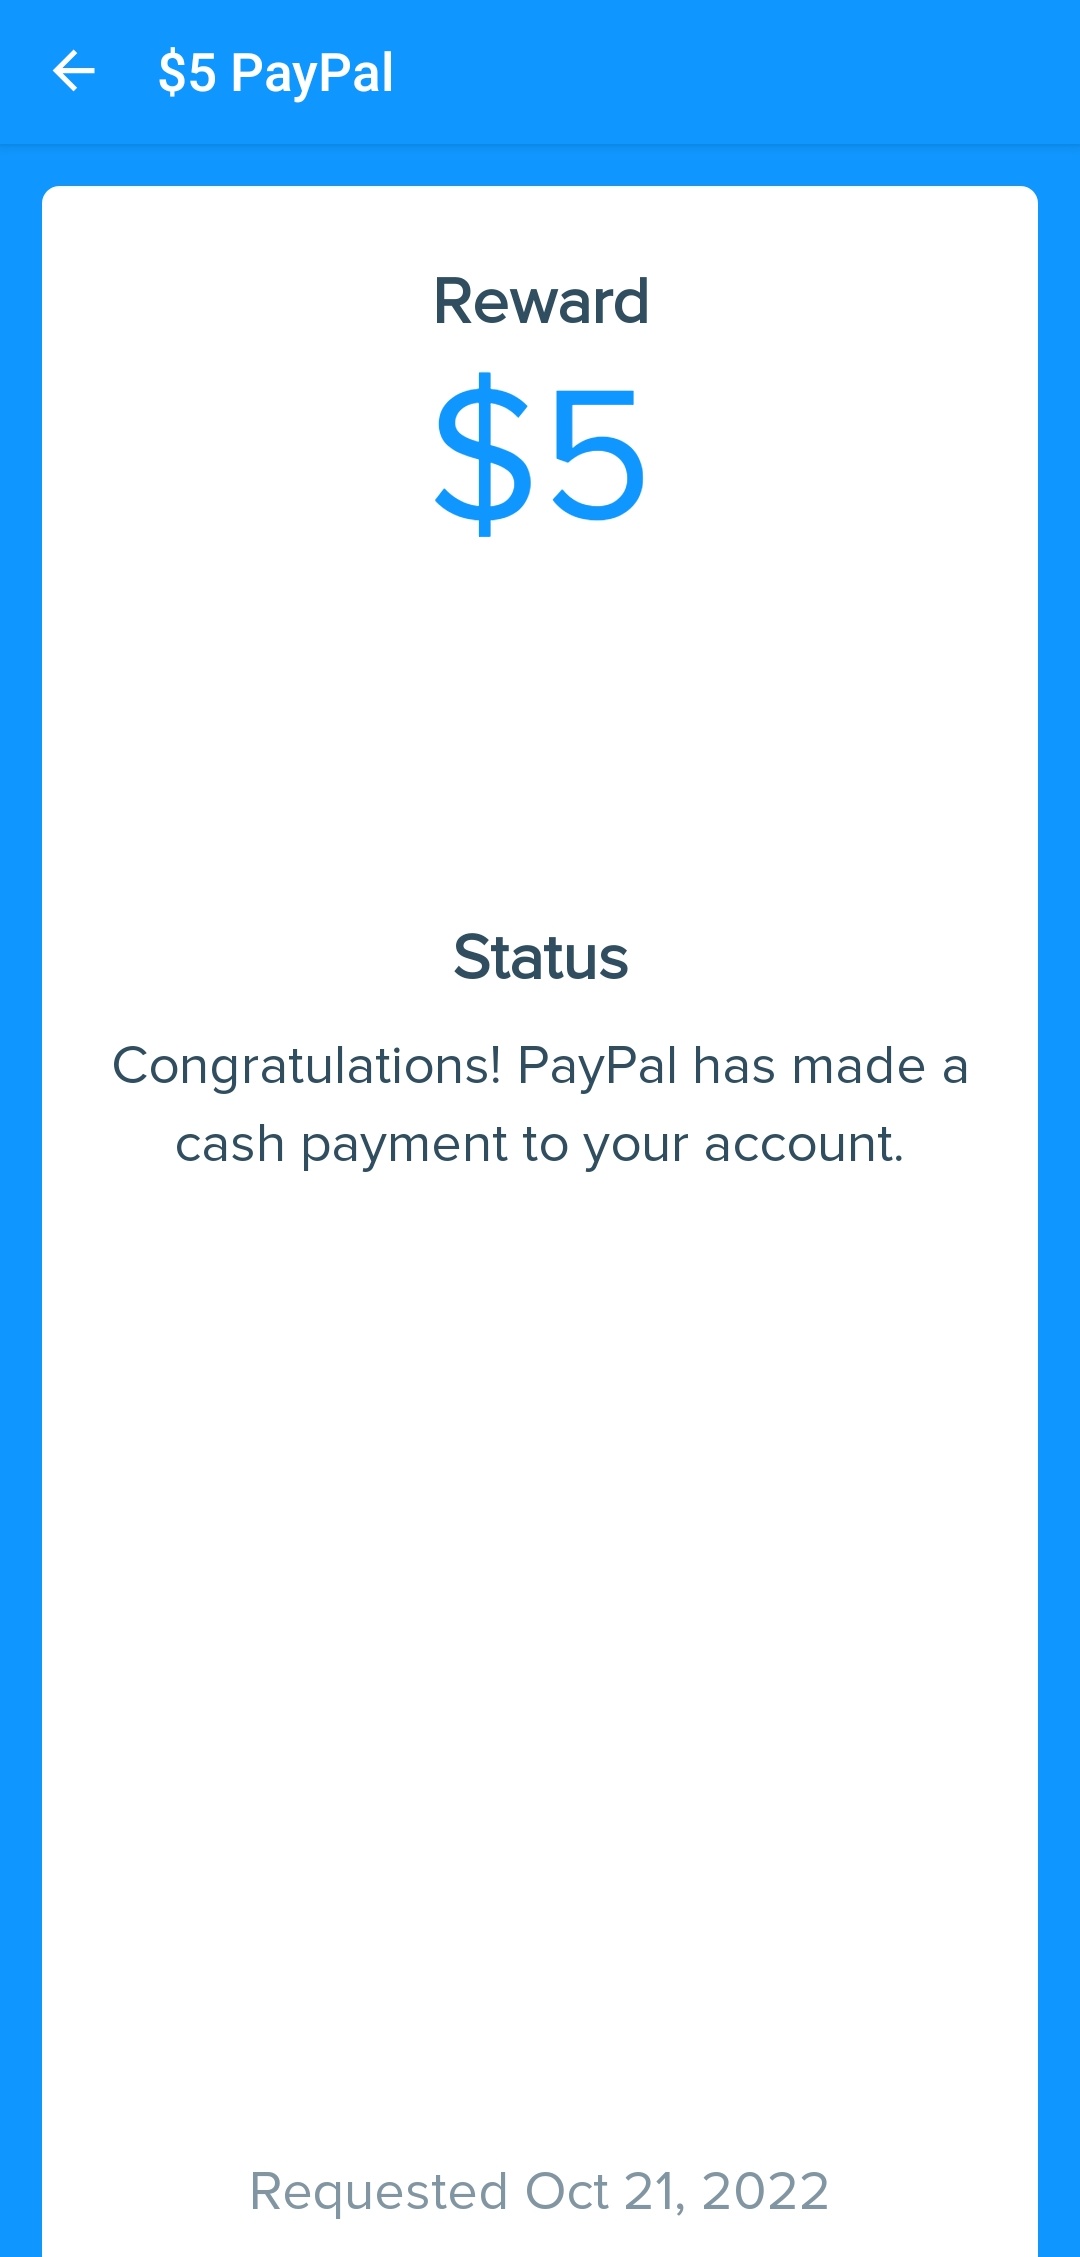 $5 PayPal
Reward
$5
Status
Congratulations! PayPal has made a
cash payment to your account.
Requested Oct 21, 2022